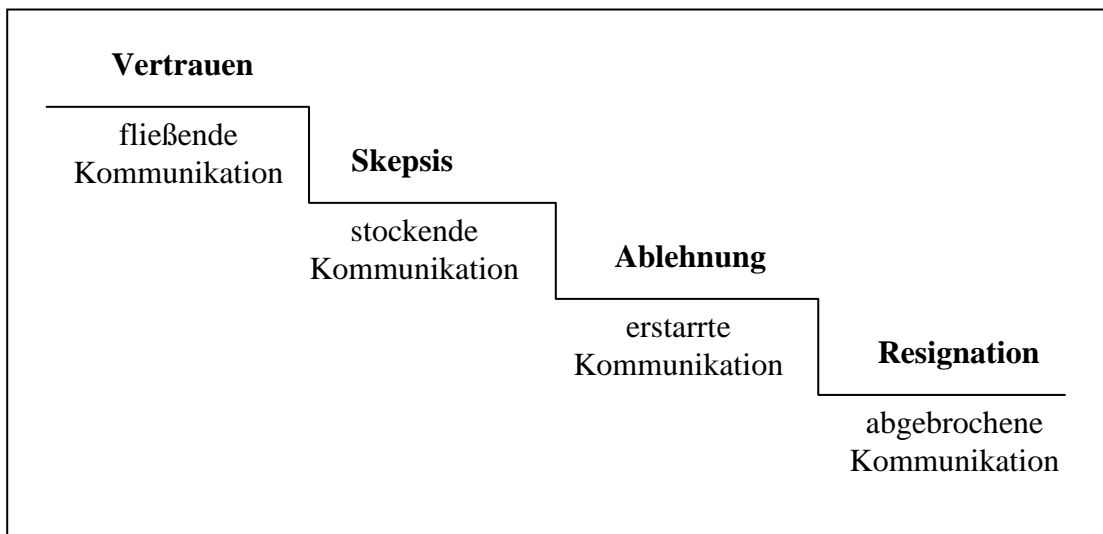 Vertrauen
fließende
Kommunikation
Skepsis
stockende
Kommunikation
Ablehnung
erstarrte
Kommunikation
Resignation
abgebrochene
Kommunikation